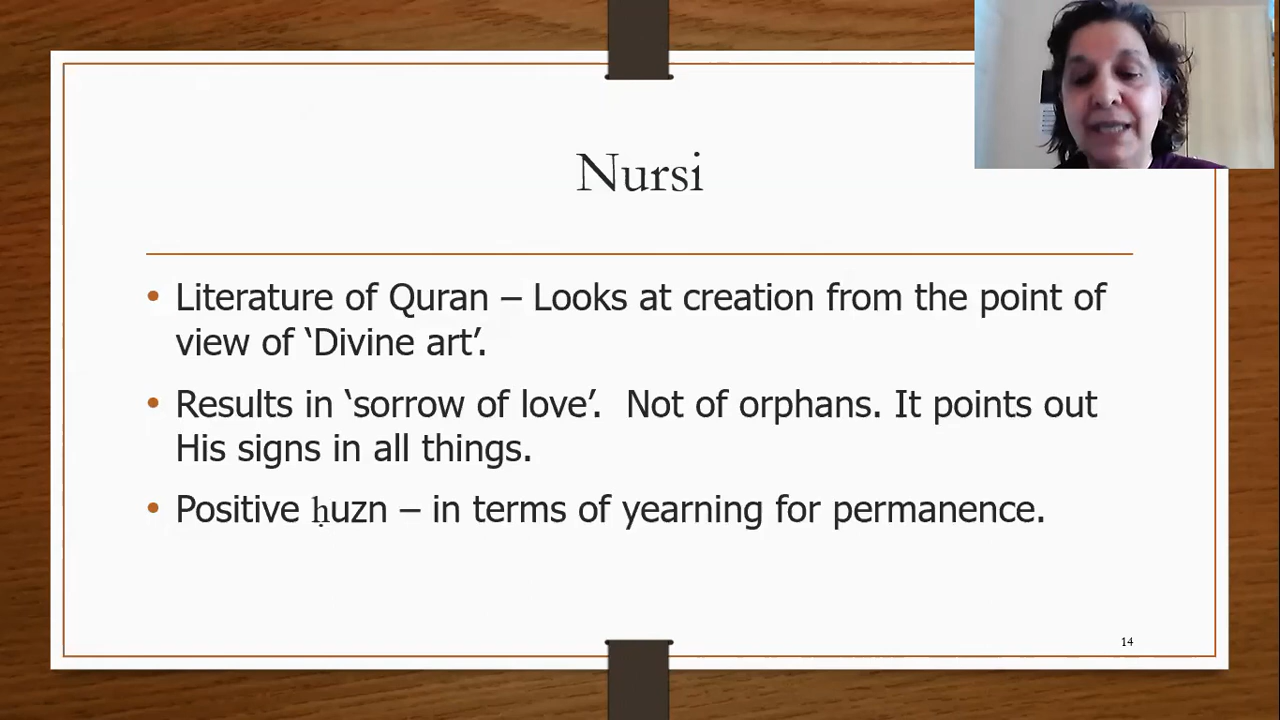 Nursi
• Literature of Quran – Looks at creation from the point of
view of ‘Divine art’.
• Results in ‘sorrow of love’.  Not of orphans. It points out
His signs in all things.
• Positive ḥuzn – in terms of yearning for permanence.
14